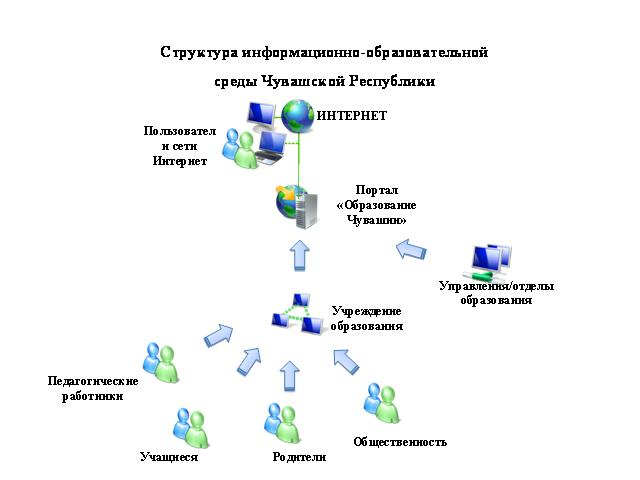 Структура информационно-образовательной
среды Чувашской Республики
ИНТЕРНЕТ
Пользовател
и сети
Интернет
Портал
«Образование
Чувашии»
Управления/отделы
образования
Учреждение
образования
Педагогические
работники
Общественность
Учащиеся
Родители